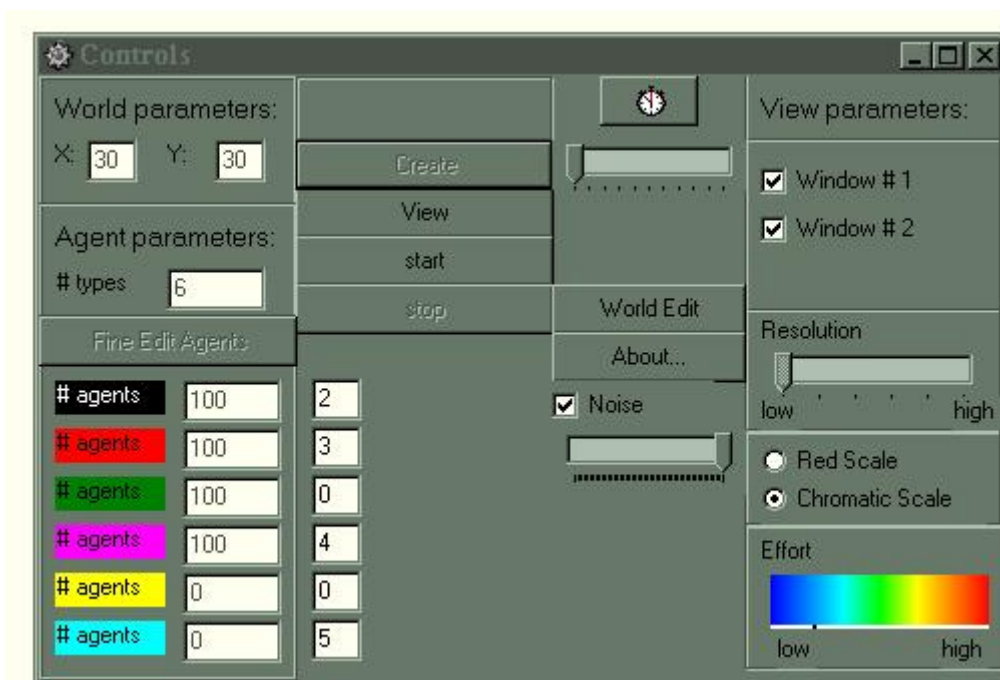 Controls
World parameters:
X: 30 Y: 30
Agent parameters:
# types 6
Fine Edit Agents
# agents 100 2
# agents 100 3
# agents 100 0
# agents 100 4
# agents 0 0
# agents 0 5
Create
View
start
stop
World Edit
About...
Noise
View parameters:
Window # 1
Window # 2
Resolution
low high
Red Scale
Chromatic Scale
Effort
low high